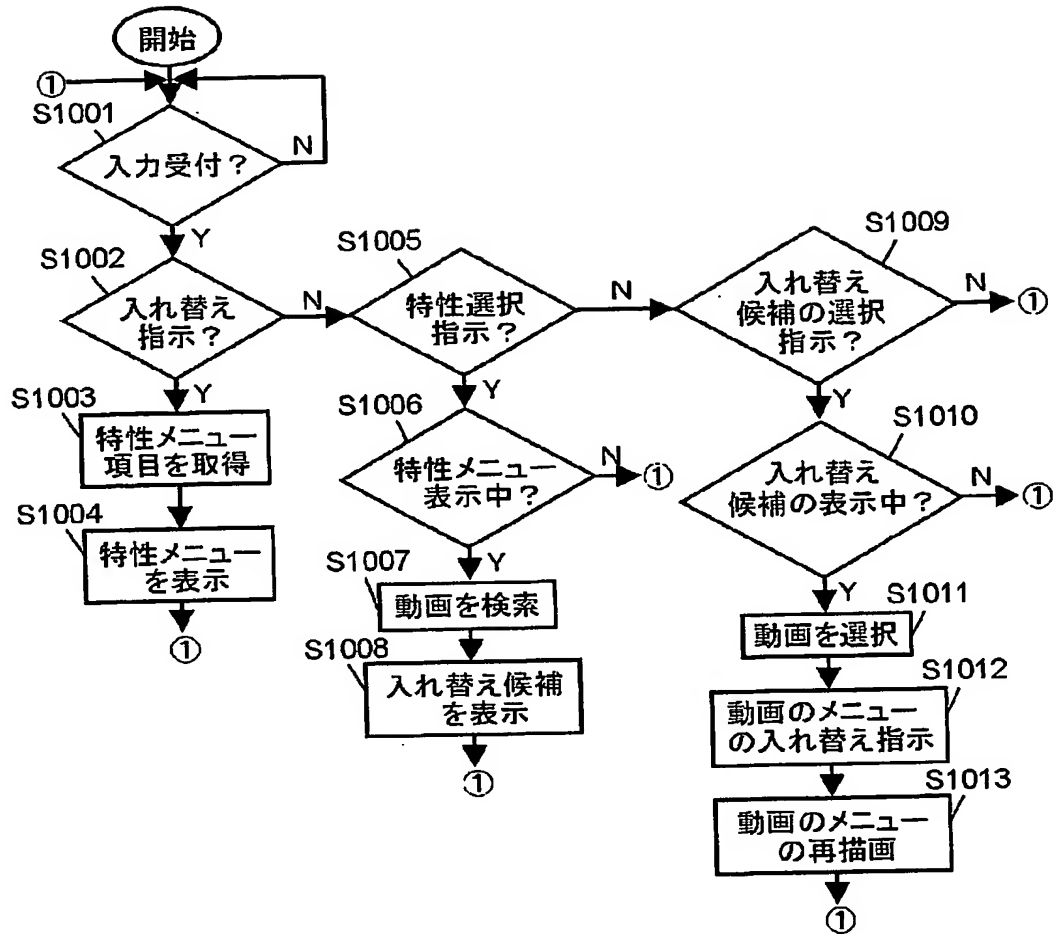 開始
①
S1001
入力受付？
N
Y
S1002
入れ替え
指示？
N
Y
S1003
特性メニュー
項目を取得
S1004
特性メニュー
を表示
①
S1005
特性選択
指示？
N
Y
S1006
特性メニュー
表示中？
N
①
Y
S1007
動画を検索
S1008
入れ替え候補
を表示
①
S1009
入れ替え
候補の選択
指示？
N
①
Y
S1010
入れ替え
候補の表示中？
N
①
Y
S1011
動画を選択
S1012
動画のメニュー
の入れ替え指示
S1013
動画のメニュー
の再描画
①